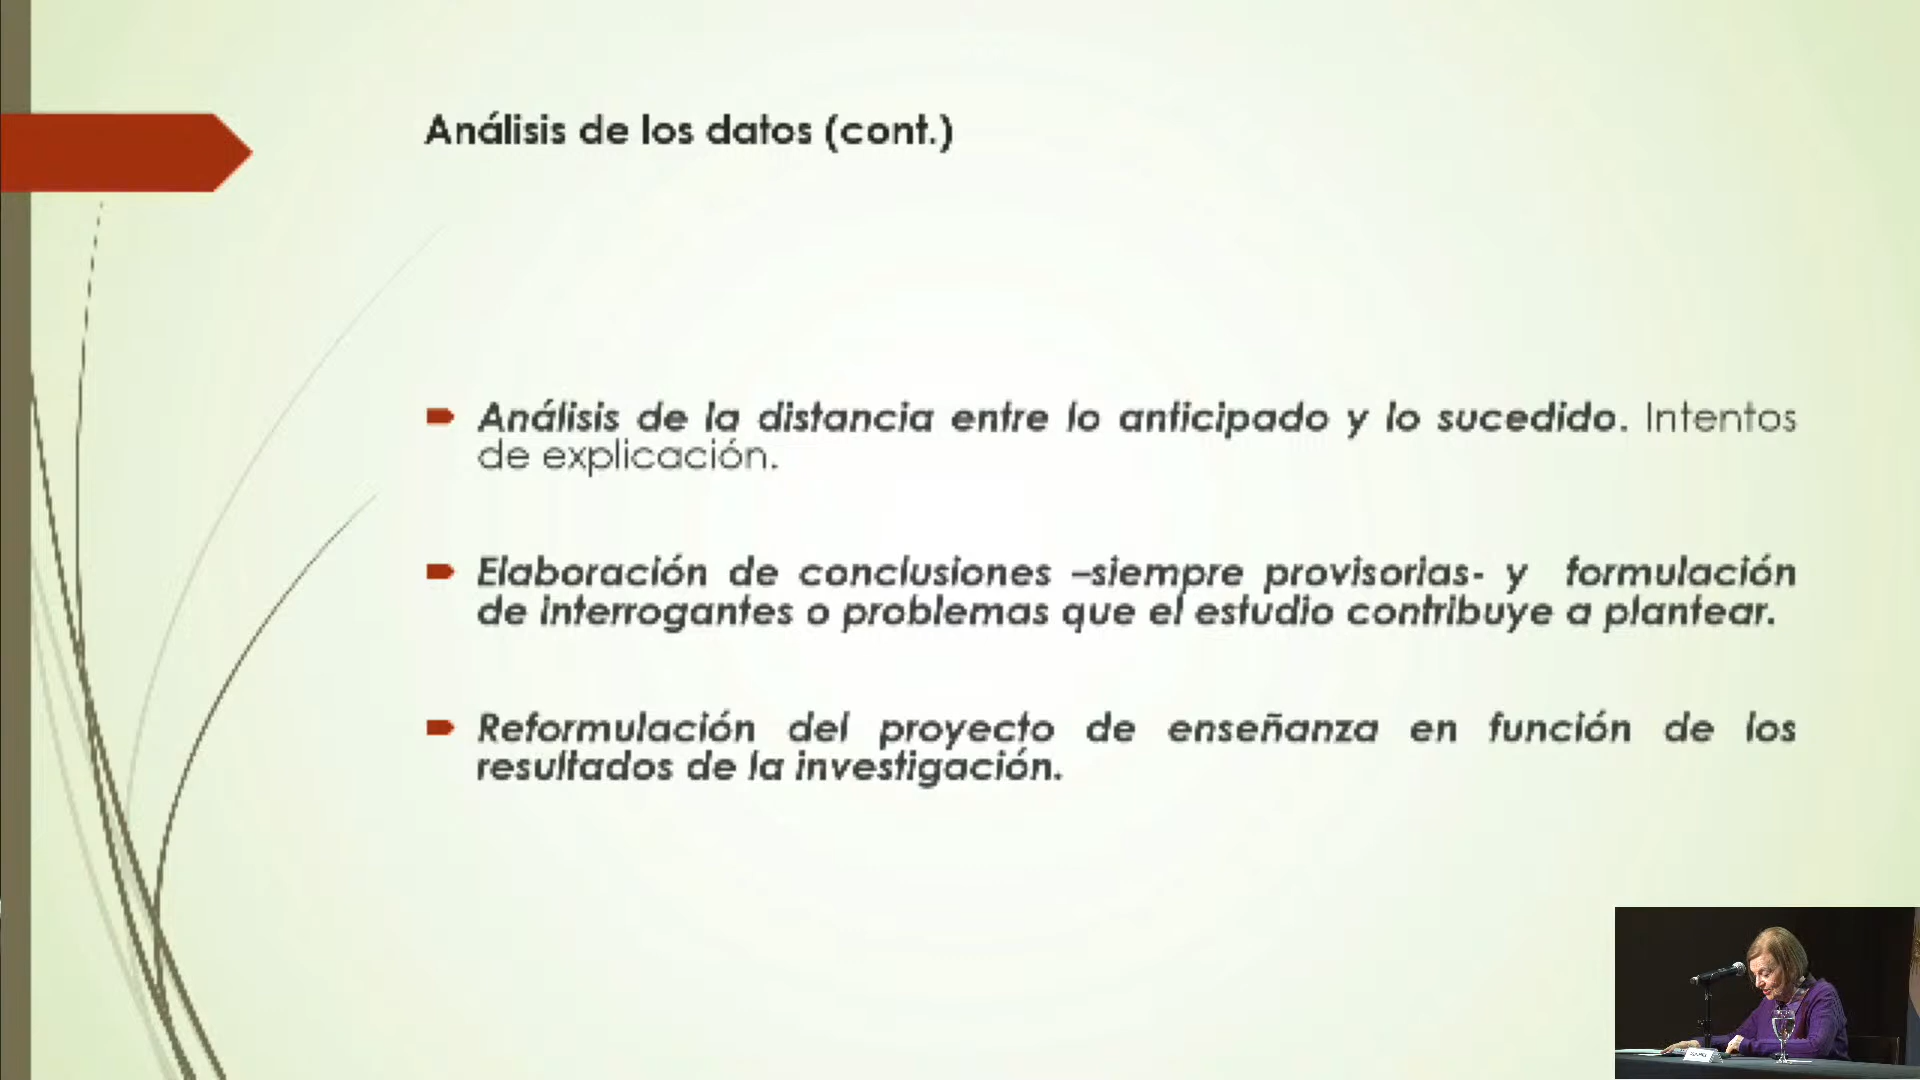 Análisis de los datos (cont.)
Análisis de la distancia entre lo anticipado y lo sucedido. Intentos
de explicación.
Elaboración de conclusiones –siempre provisorias- y formulación
de interrogantes o problemas que el estudio contribuye a plantear.
Reformulación del proyecto de enseñanza en función de los
resultados de la investigación.